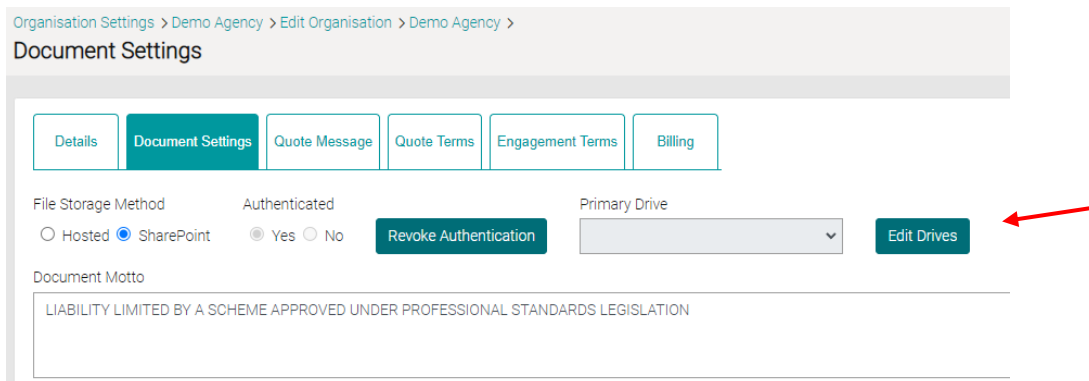 Organisation Settings > Demo Agency > Edit Organisation > Demo Agency >
Document Settings
Details Document Settings Quote Message Quote Terms Engagement Terms Billing
File Storage Method Authenticated Primary Drive
Hosted SharePoint Yes No Revoke Authentication Edit Drives
Document Motto
LIABILITY LIMITED BY A SCHEME APPROVED UNDER PROFESSIONAL STANDARDS LEGISLATION